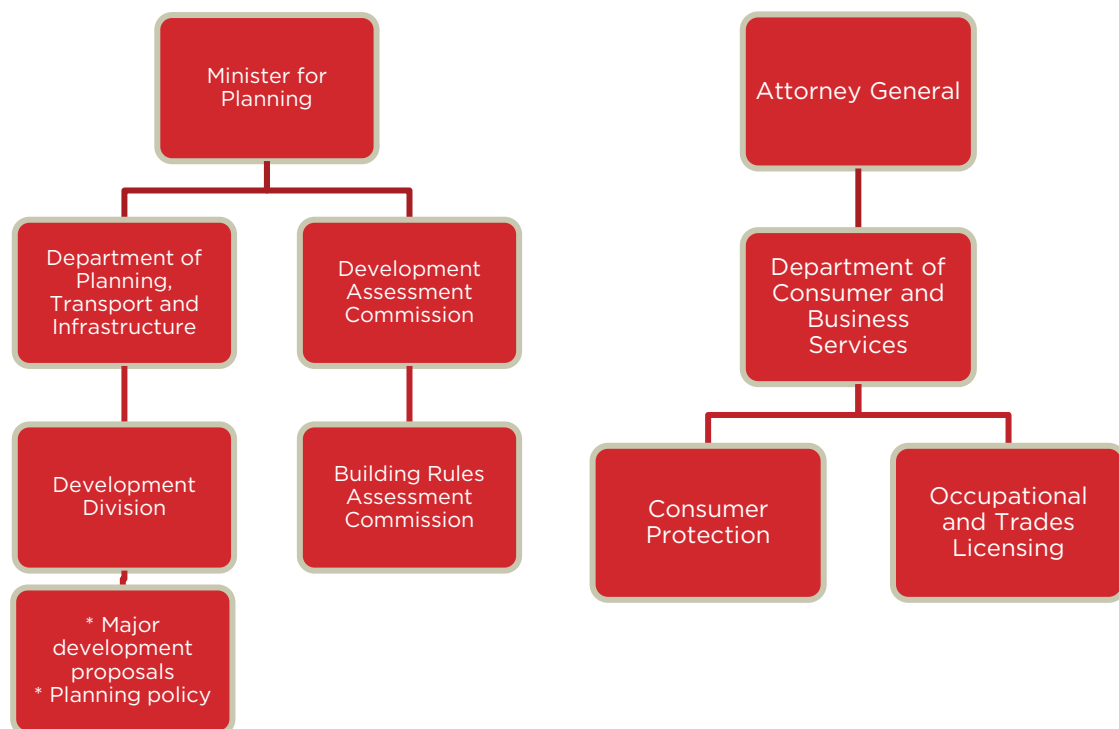 Minister for
Planning
Attorney General
Department of
Planning,
Transport and
Infrastructure
Development
Assessment
Commission
Department of
Consumer and
Business
Services
Development
Division
Building Rules
Assessment
Commission
Consumer
Protection
Occupational
and Trades
Licensing
* Major
development
proposals
* Planning policy